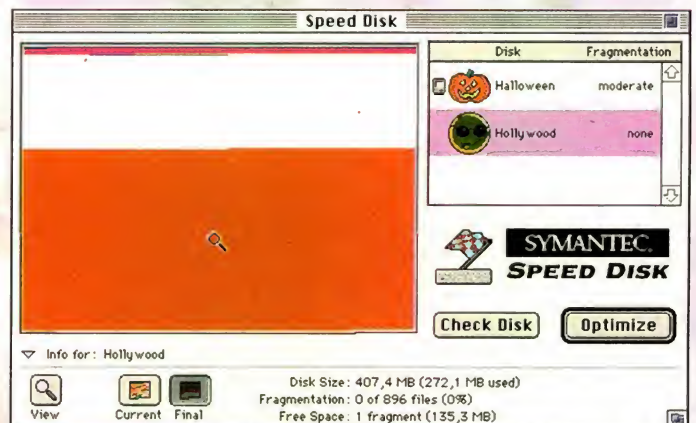 Speed Disk
Disk Fragmentation
Halloween moderate
Hollywood none
SYMANTEC.
SPEED DISK
Check Disk Optimize
Info for: Hollywood
View Current Final
Disk Size: 407,4 MB (272,1 MB used)
Fragmentation: 0 of 896 files (0%)
Free Space: 1 fragment (135,3 MB)